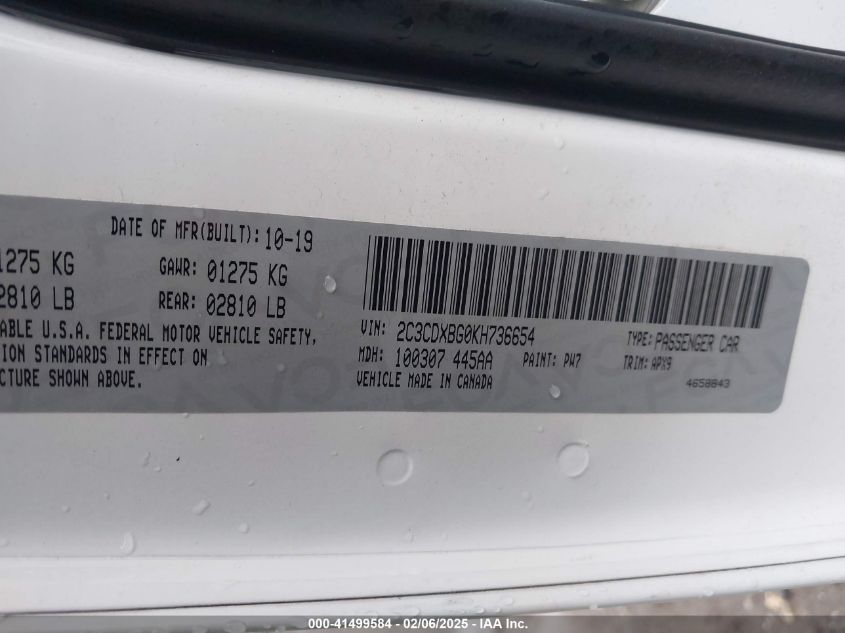 DATE OF MFR(BUILT): 10-19
1275 KG GAWR: 01275 KG
2810 LB REAR: 02810 LB
ABLE U.S.A. FEDERAL MOTOR VEHICLE SAFETY,
ION STANDARDS IN EFFECT ON
CTURE SHOWN ABOVE.
VIN: 2C3CDXBG0KH736654 TYPE: PASSENGER CAR
MDH: 100307 445AA PAINT: PW7 TRIM: APX9
VEHICLE MADE IN CANADA 4658843
000-41499584 - 02/06/2025 - IAA Inc.